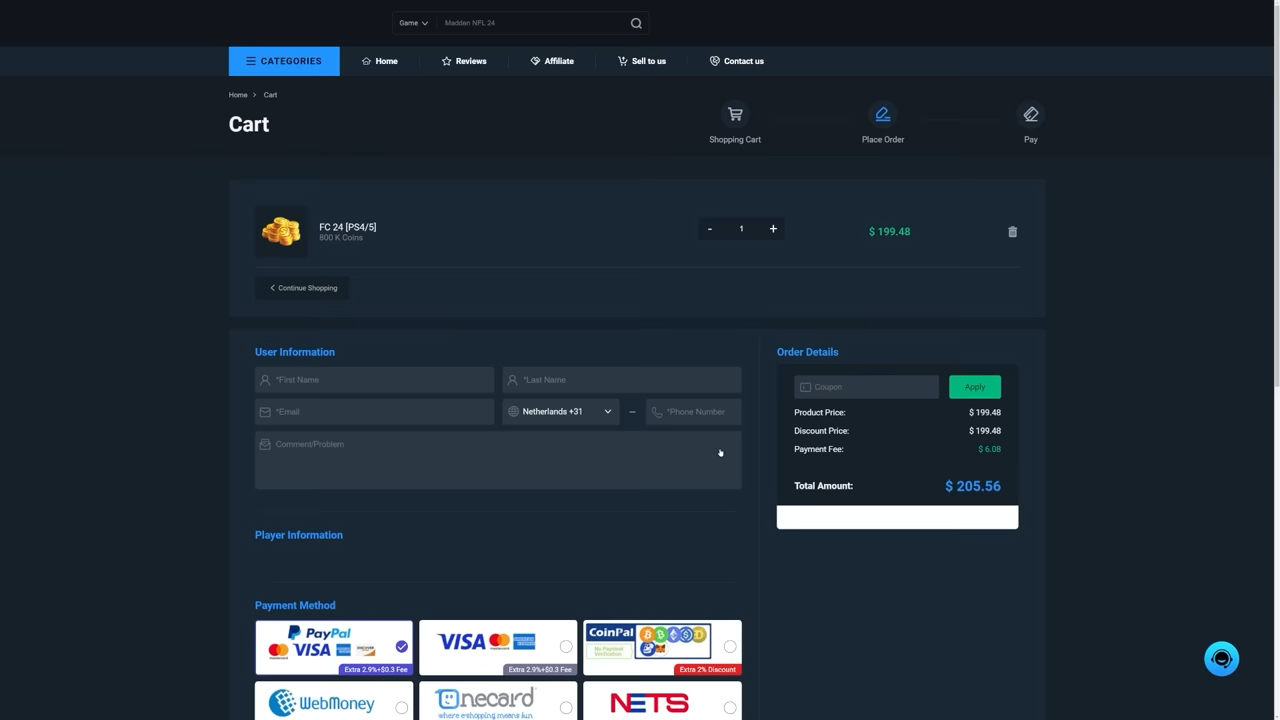 Game
Madden NFL 24
CATEGORIES
Home
Reviews
Affiliate
Sell to us
Contact us
Home > Cart
Cart
Shopping Cart
Place Order
Pay
FC 24 [PS4/5]
800 K Coins
- 1 +
$ 199.48
< Continue Shopping
User Information
*First Name
*Last Name
*Email
Netherlands +31
*Phone Number
Comment/Problem
Order Details
Coupon
Apply
Product Price: $ 199.48
Discount Price: $ 199.48
Payment Fee: $ 6.08
Total Amount: $ 205.56
Player Information
Payment Method
PayPal
VISA
DISCOVER
Extra 2.9%+$0.3 Fee
VISA
Extra 2.9%+$0.3 Fee
CoinPal
No Payment
Verification
Extra 2% Discount
WebMoney
Onecard
where eshopping means fun
NETS